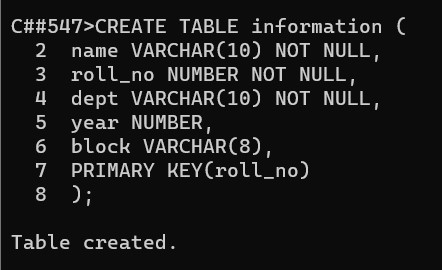 C##547>CREATE TABLE information (
2 name VARCHAR(10) NOT NULL,
3 roll_no NUMBER NOT NULL,
4 dept VARCHAR(10) NOT NULL,
5 year NUMBER,
6 block VARCHAR(8),
7 PRIMARY KEY(roll_no)
8 );
Table created.